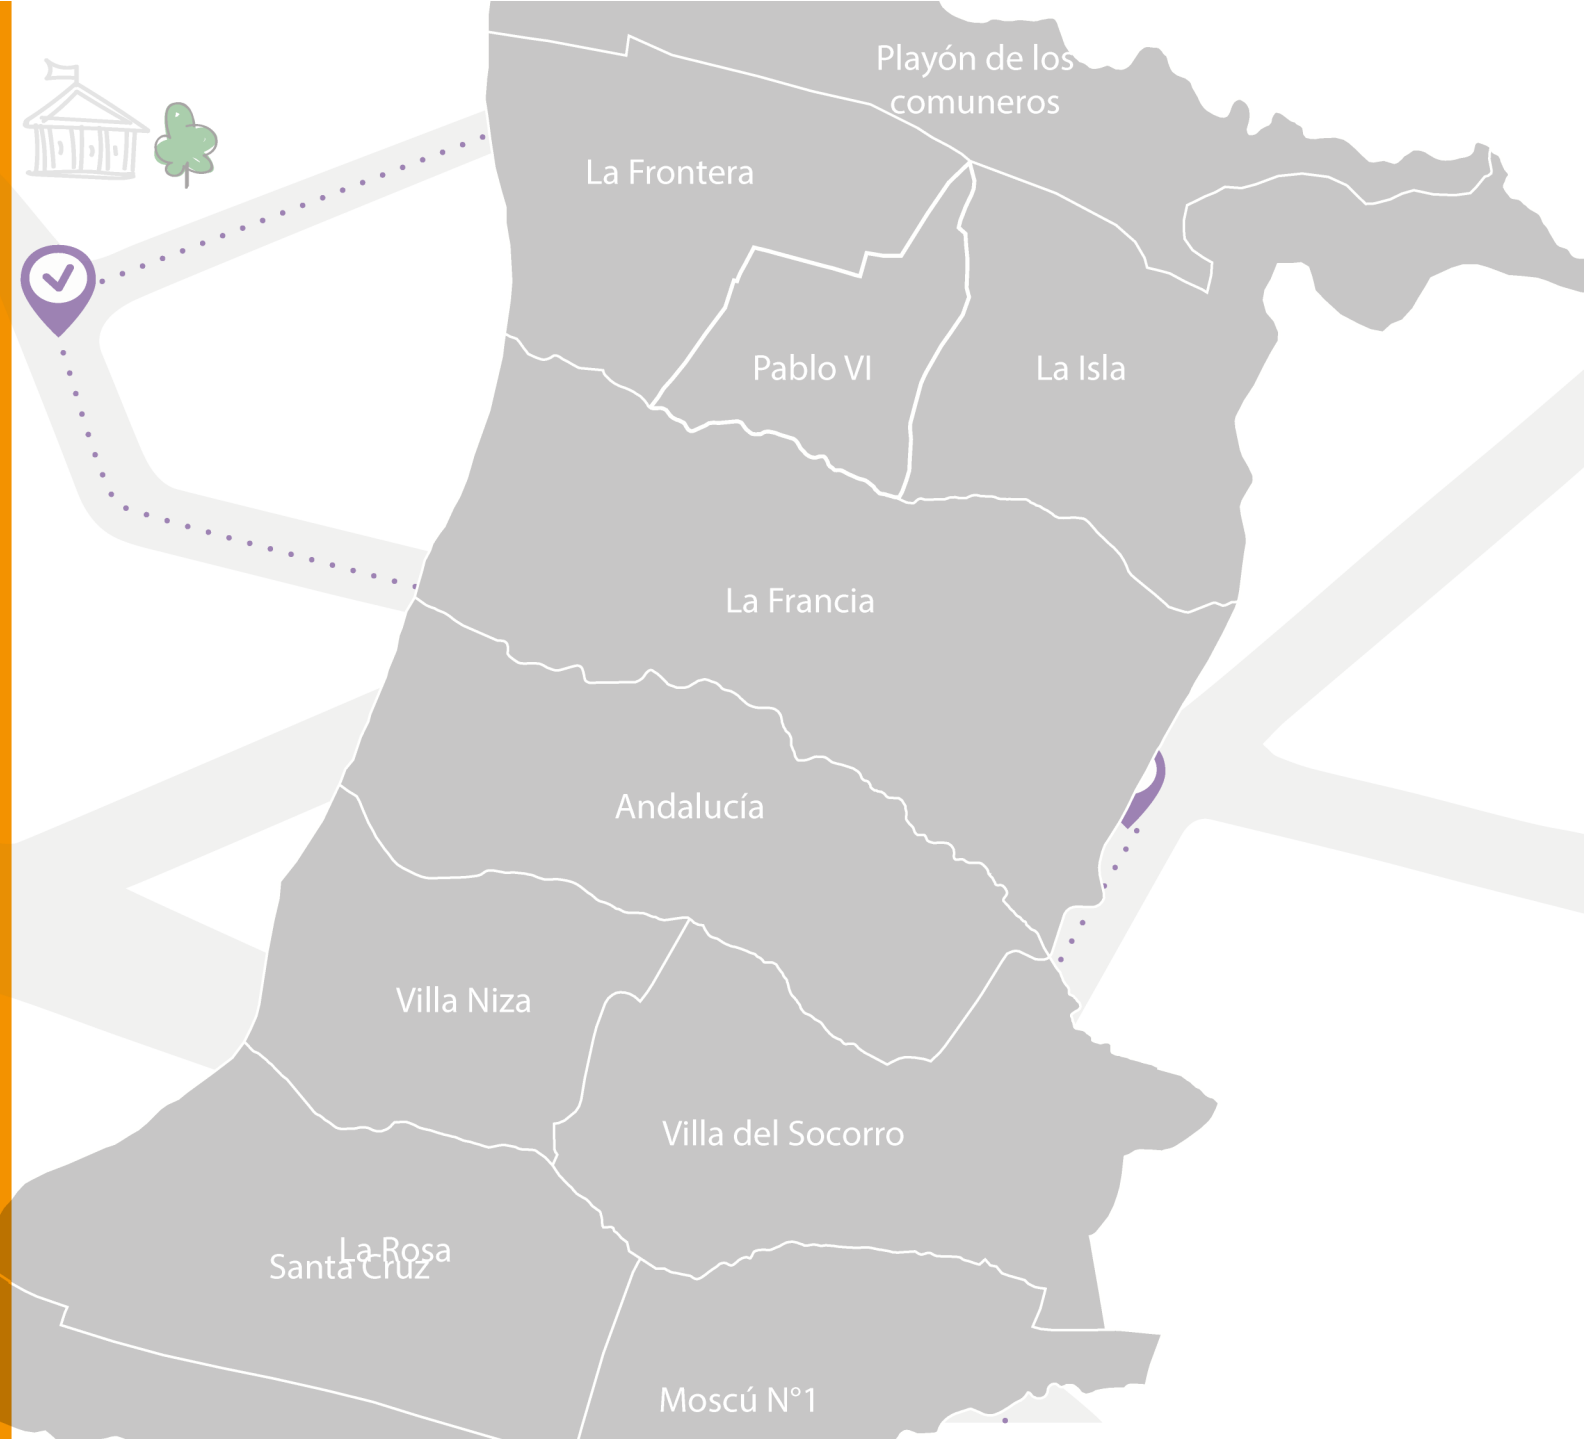 Playón de los
comuneros
La Frontera
Pablo VI
La Isla
La Francia
Andalucía
Villa Niza
Villa del Socorro
La Rosa
Santa Cruz
Moscú N°1